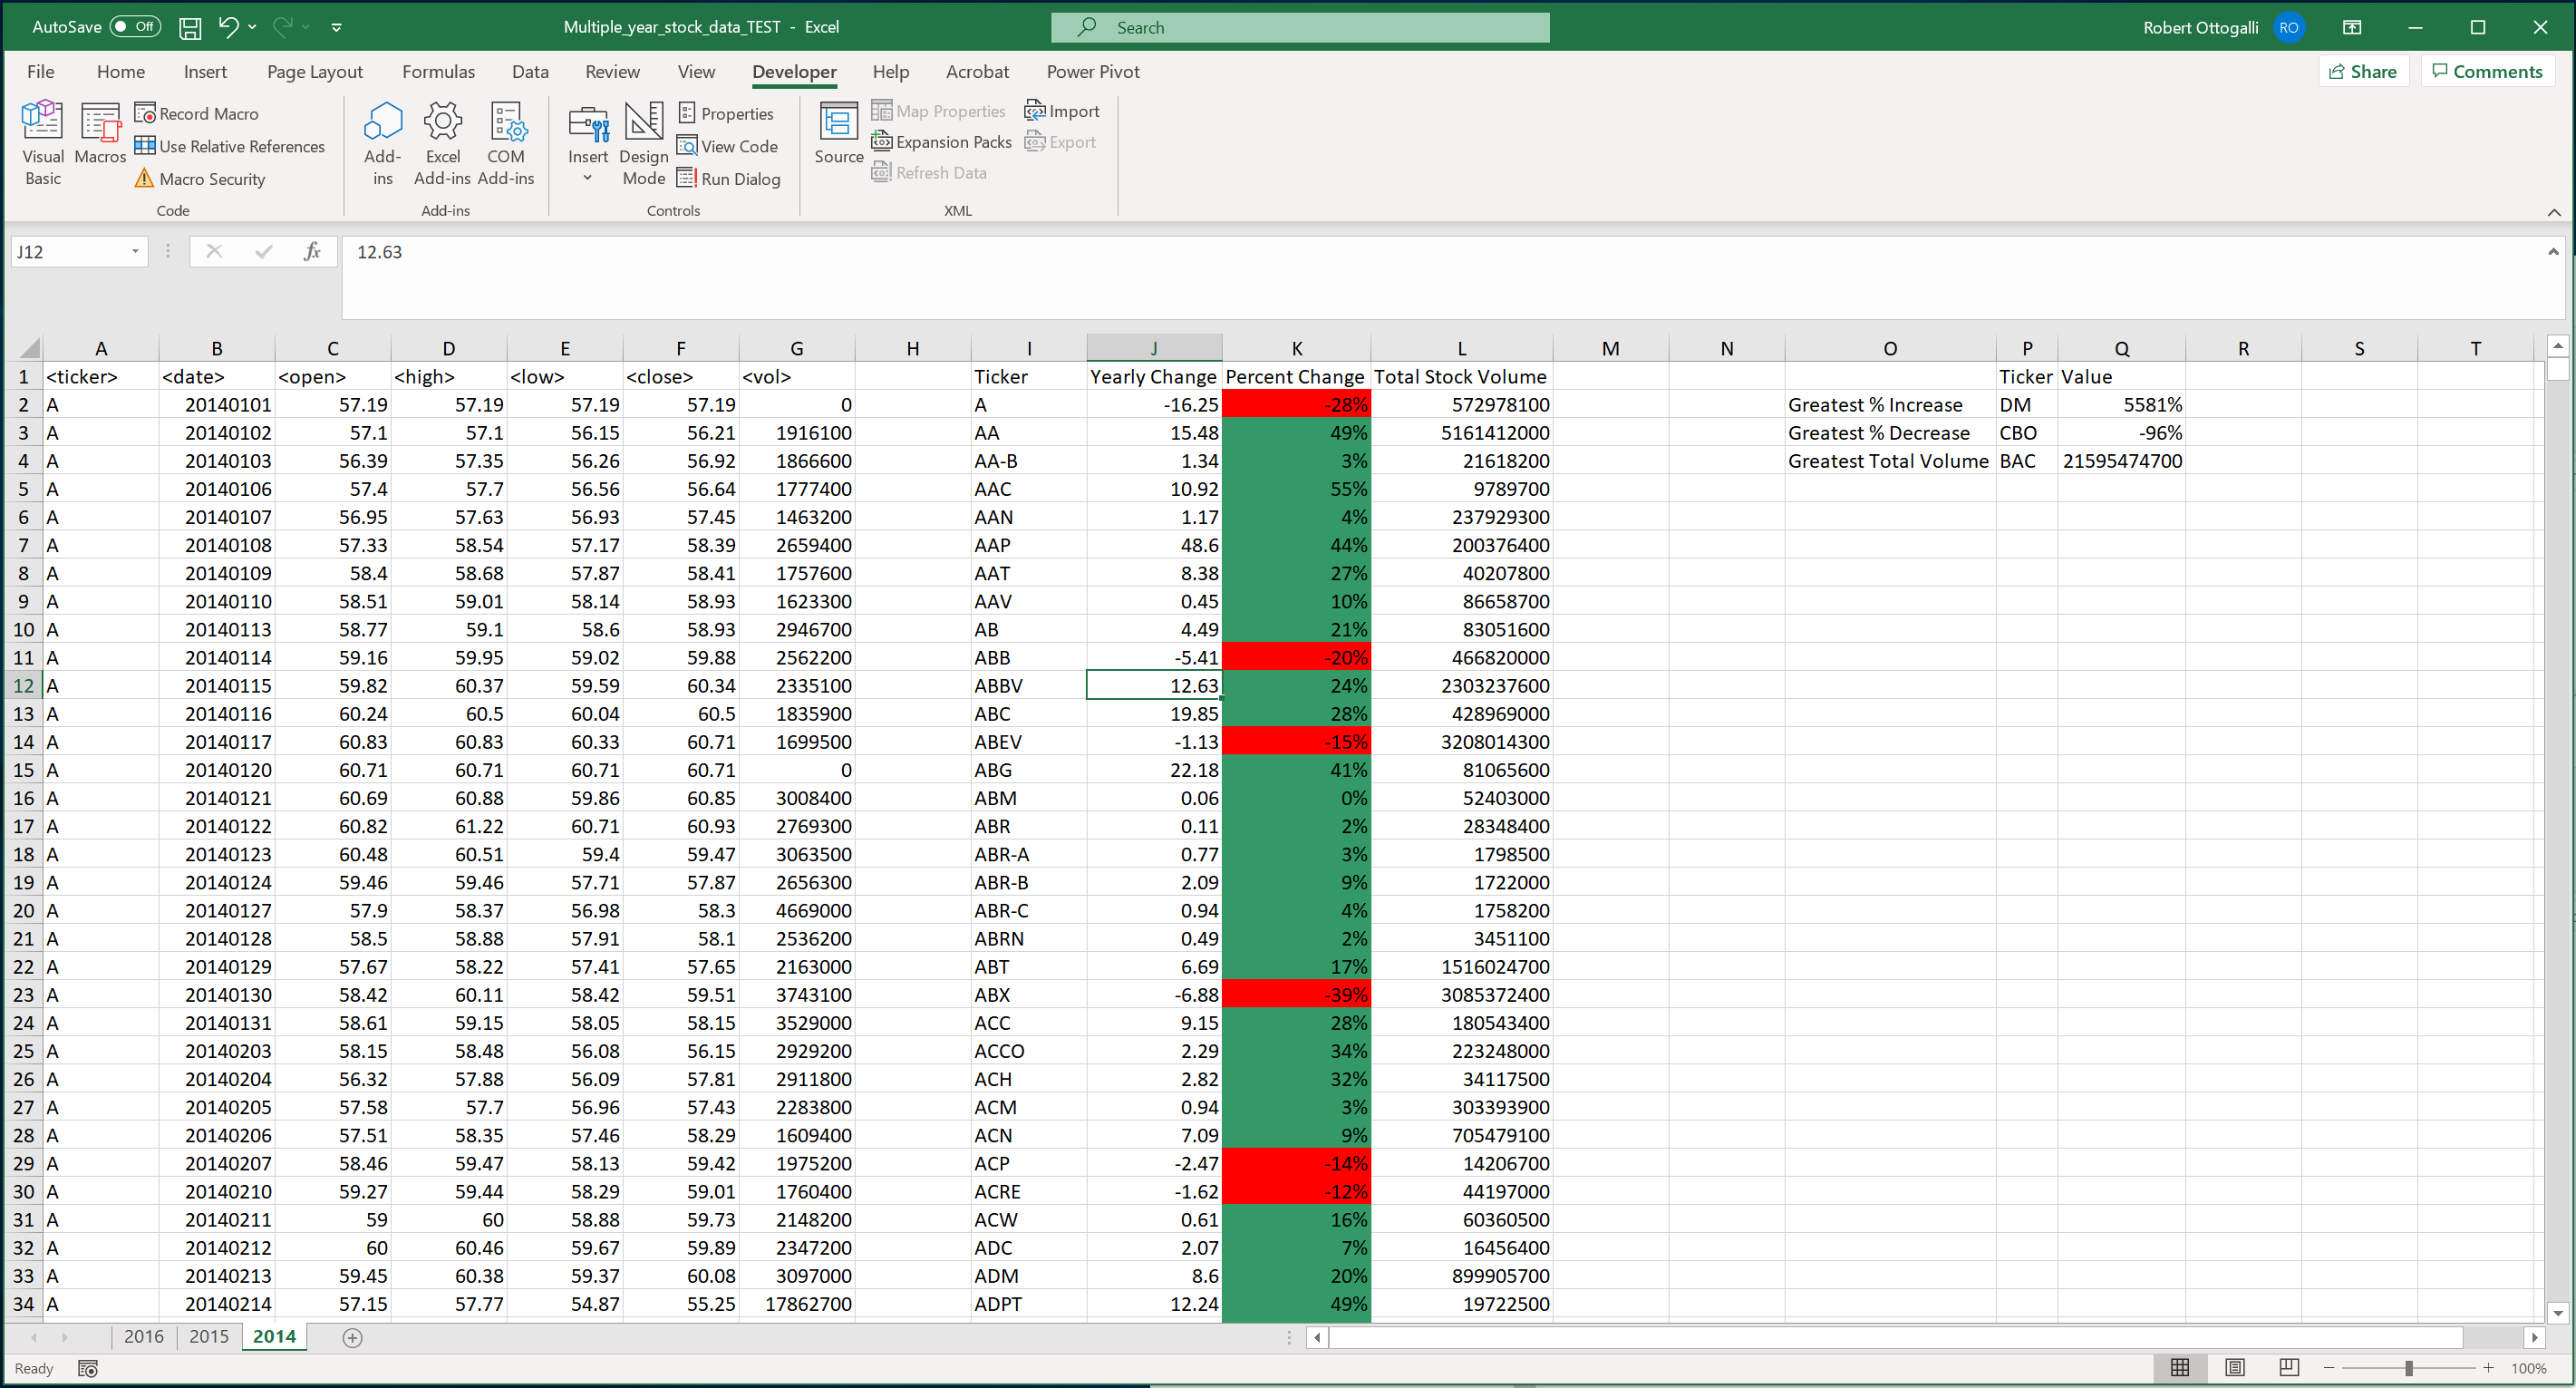 AutoSave Off Multiple_year_stock_data_TEST - Excel Search Robert Ottogalli RO
File Home Insert Page Layout Formulas Data Review View Developer Help Acrobat Power Pivot Share Comments
Visual Basic Macros Record Macro Use Relative References Macro Security Code
Add-ins Excel Add-ins COM Add-ins Add-ins
Insert Design Mode Properties View Code Run Dialog Controls
Source Map Properties Expansion Packs Refresh Data Import Export XML
J12 fx 12.63
A B C D E F G H I J K L M N O P Q R S T
1 <ticker> <date> <open> <high> <low> <close> <vol> Ticker Yearly Change Percent Change Total Stock Volume Ticker Value
2 A 20140101 57.19 57.19 57.19 57.19 0 A -16.25 -28% 572978100 Greatest % Increase DM 5581%
3 A 20140102 57.1 57.1 56.15 56.21 1916100 AA 15.48 49% 5161412000 Greatest % Decrease CBO -96%
4 A 20140103 56.39 57.35 56.26 56.92 1866600 AA-B 1.34 3% 21618200 Greatest Total Volume BAC 21595474700
5 A 20140106 57.4 57.7 56.56 56.64 1777400 AAC 10.92 55% 9789700
6 A 20140107 56.95 57.63 56.93 57.45 1463200 AAN 1.17 4% 237929300
7 A 20140108 57.33 58.54 57.17 58.39 2659400 AAP 48.6 44% 200376400
8 A 20140109 58.4 58.68 57.87 58.41 1757600 AAT 8.38 27% 40207800
9 A 20140110 58.51 59.01 58.14 58.93 1623300 AAV 0.45 10% 86658700
10 A 20140113 58.77 59.1 58.6 58.93 2946700 AB 4.49 21% 83051600
11 A 20140114 59.16 59.95 59.02 59.88 2562200 ABB -5.41 -20% 466820000
12 A 20140115 59.82 60.37 59.59 60.34 2335100 ABBV 12.63 24% 2303237600
13 A 20140116 60.24 60.5 60.04 60.5 1835900 ABC 19.85 28% 428969000
14 A 20140117 60.83 60.83 60.33 60.71 1699500 ABEV -1.13 -15% 3208014300
15 A 20140120 60.71 60.71 60.71 60.71 0 ABG 22.18 41% 81065600
16 A 20140121 60.69 60.88 59.86 60.85 3008400 ABM 0.06 0% 52403000
17 A 20140122 60.82 61.22 60.71 60.93 2769300 ABR 0.11 2% 28348400
18 A 20140123 60.48 60.51 59.4 59.47 3063500 ABR-A 0.77 3% 1798500
19 A 20140124 59.46 59.46 57.71 57.87 2656300 ABR-B 2.09 9% 1722000
20 A 20140127 57.9 58.37 56.98 58.3 4669000 ABR-C 0.94 4% 1758200
21 A 20140128 58.5 58.88 57.91 58.1 2536200 ABRN 0.49 2% 3451100
22 A 20140129 57.67 58.22 57.41 57.65 2163000 ABT 6.69 17% 1516024700
23 A 20140130 58.42 60.11 58.42 59.51 3743100 ABX -6.88 -39% 3085372400
24 A 20140131 58.61 59.15 58.05 58.15 3529000 ACC 9.15 28% 180543400
25 A 20140203 58.15 58.48 56.08 56.15 2929200 ACCO 2.29 34% 223248000
26 A 20140204 56.32 57.88 56.09 57.81 2911800 ACH 2.82 32% 34117500
27 A 20140205 57.58 57.7 56.96 57.43 2283800 ACM 0.94 3% 303393900
28 A 20140206 57.51 58.35 57.46 58.29 1609400 ACN 7.09 9% 705479100
29 A 20140207 58.46 59.47 58.13 59.42 1975200 ACP -2.47 -14% 14206700
30 A 20140210 59.27 59.44 58.29 59.01 1760400 ACRE -1.62 -12% 44197000
31 A 20140211 59 60 58.88 59.73 2148200 ACW 0.61 16% 60360500
32 A 20140212 60 60.46 59.67 59.89 2347200 ADC 2.07 7% 16456400
33 A 20140213 59.45 60.38 59.37 60.08 3097000 ADM 8.6 20% 899905700
34 A 20140214 57.15 57.77 54.87 55.25 17862700 ADPT 12.24 49% 19722500
2016 2015 2014
Ready 100%